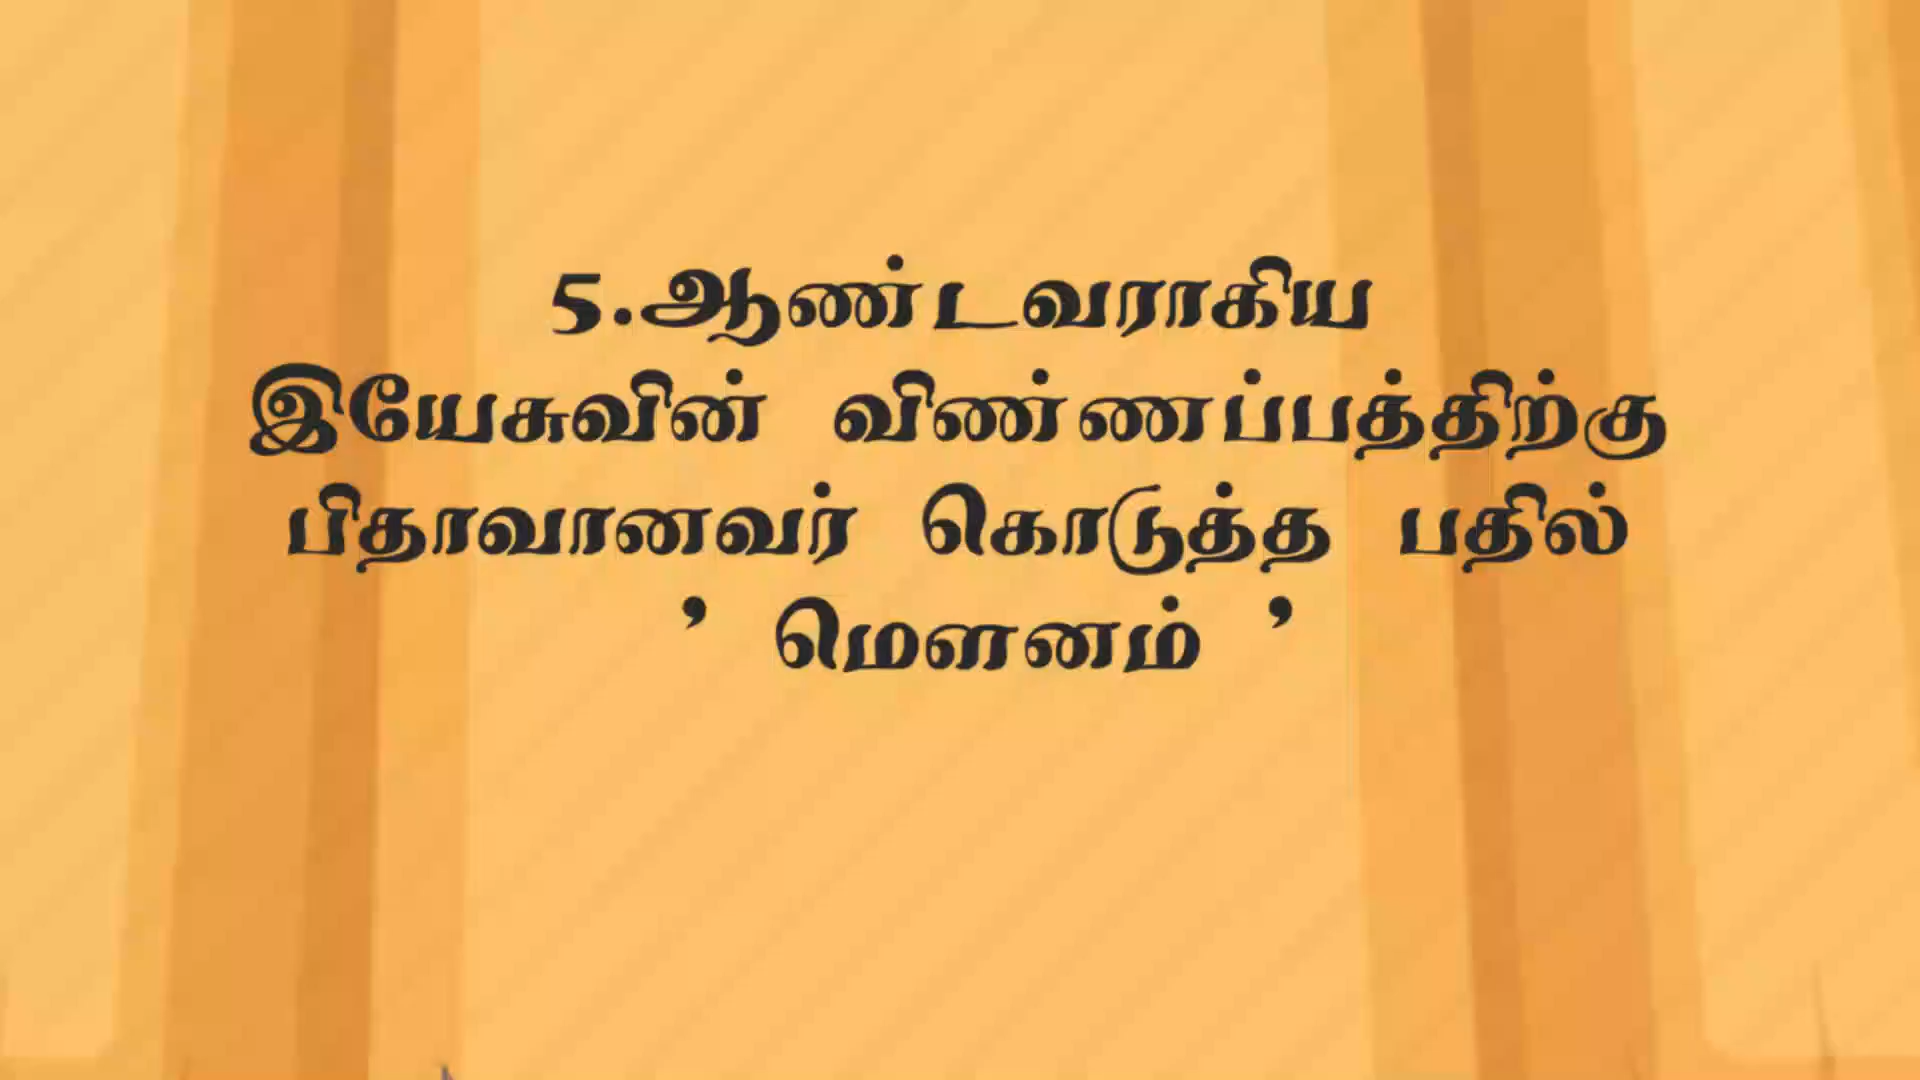 5.ஆண்டவராகிய
இயேசுவின் விண்ணப்பத்திற்கு
பிதாவானவர் கொடுத்த பதில்
’ மௌனம் ’